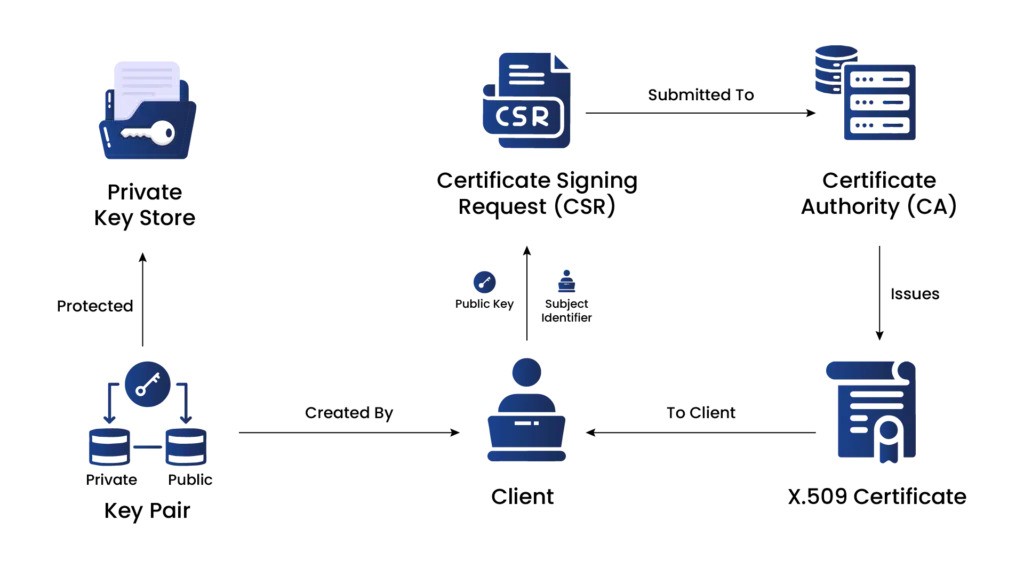 CSR
Submitted To
Private
Key Store
Certificate Signing
Request (CSR)
Certificate
Authority (CA)
Protected
Public Key
Subject
Identifier
Issues
Created By
To Client
Private
Public
Key Pair
Client
X.509 Certificate